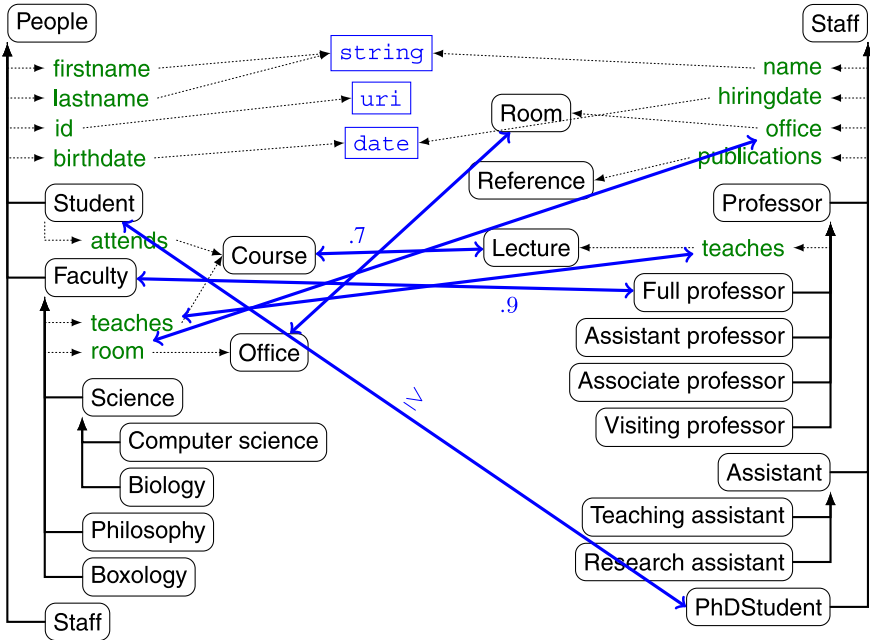 People
Staff
firstname
string
name
lastname
uri
hiringdate
id
Room
office
birthdate
date
publications
Reference
Student
Professor
attends
Course
.7
Lecture
teaches
Faculty
Full professor
.9
teaches
Assistant professor
room
Office
Associate professor
Science
≥
Visiting professor
Computer science
Assistant
Biology
Teaching assistant
Philosophy
Research assistant
Boxology
PhDStudent
Staff